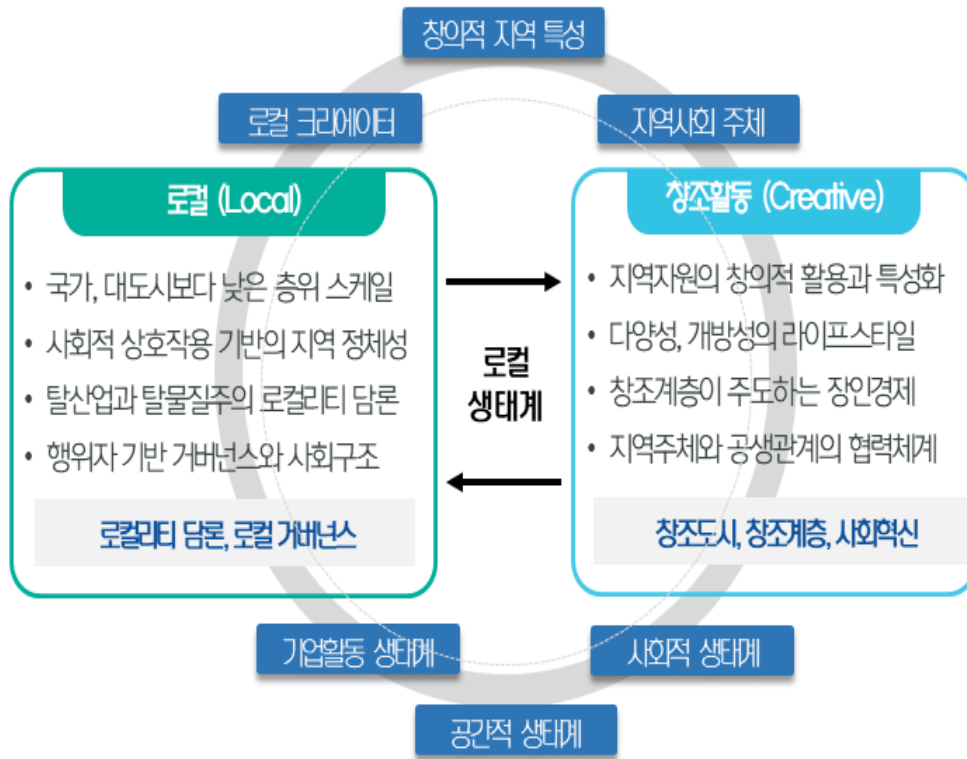 창의적 지역 특성
로컬 크리에이터
지역사회 주체
로컬 (Local)
• 국가, 대도시보다 낮은 층위 스케일
• 사회적 상호작용 기반의 지역 정체성
• 탈산업과 탈물질주의 로컬리티 담론
• 행위자 기반 거버넌스와 사회구조
로컬리티 담론, 로컬 거버넌스
로컬
생태계
창조활동 (Creative)
• 지역자원의 창의적 활용과 특성화
• 다양성, 개방성의 라이프스타일
• 창조계층이 주도하는 장인경제
• 지역주체와 공생관계의 협력체계
창조도시, 창조계층, 사회혁신
기업활동 생태계
사회적 생태계
공간적 생태계